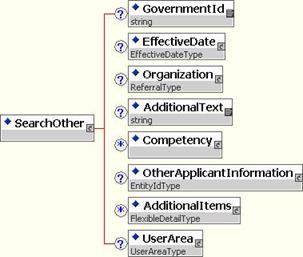 GovernmentId
string
EffectiveDate
EffectiveDateType
Organization
ReferralType
AdditionalText
string
SearchOther
Competency
OtherApplicantInformation
EntityIdType
AdditionalItems
FlexibleDetailType
UserArea
UserAreaType